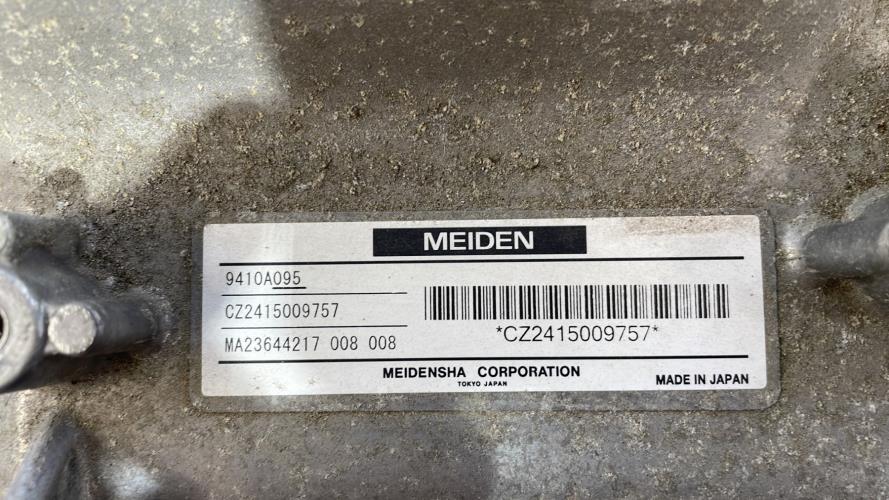 MEIDEN
9410A095
CZ2415009757
MA23644217 008 008
*CZ2415009757*
MEIDENSHA CORPORATION
TOKYO JAPAN
MADE IN JAPAN